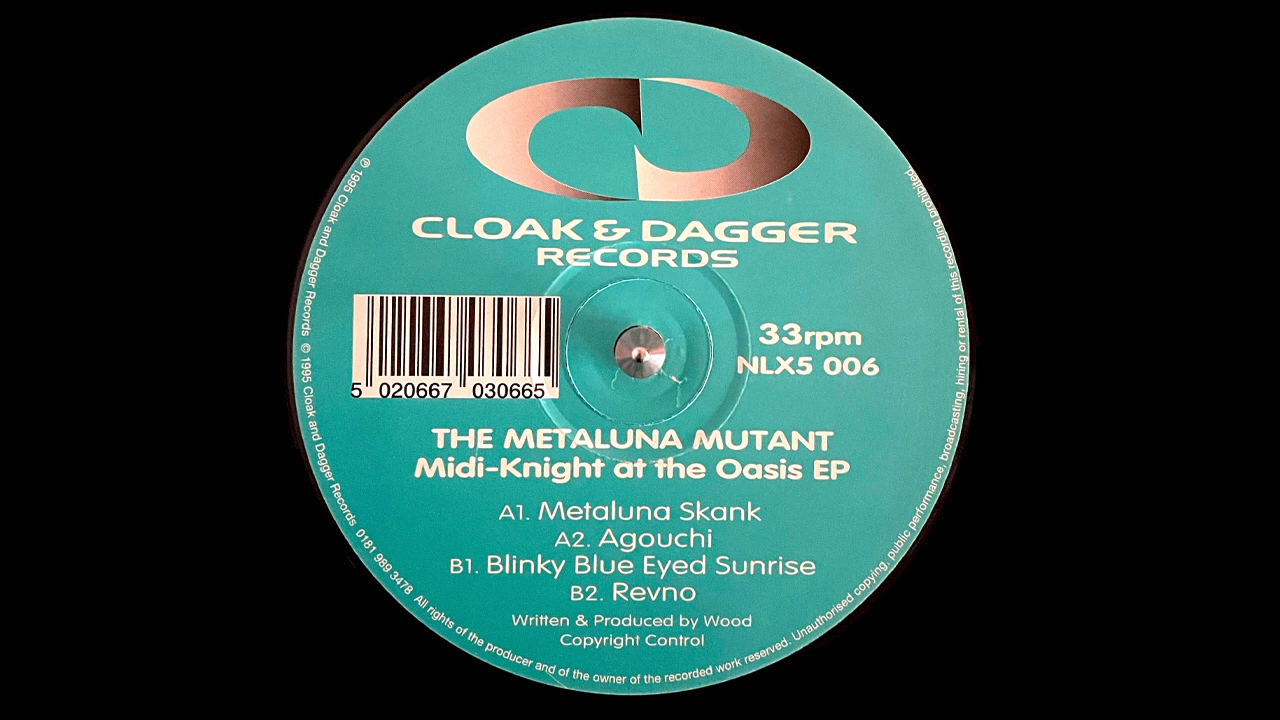 CLOAK & DAGGER
RECORDS
5 020667 030665
33rpm
NLX5 006
THE METALUNA MUTANT
Midi-Knight at the Oasis EP
A1. Metaluna Skank
A2. Agouchi
B1. Blinky Blue Eyed Sunrise
B2. Revno
Written & Produced by Wood
Copyright Control
℗ 1995 Cloak and Dagger Records © 1995 Cloak and Dagger Records 0181 989 3478 All rights of the producer and of the owner of the recorded work reserved. Unauthorised copying, public performance, broadcasting, hiring or rental of this recording prohibited.